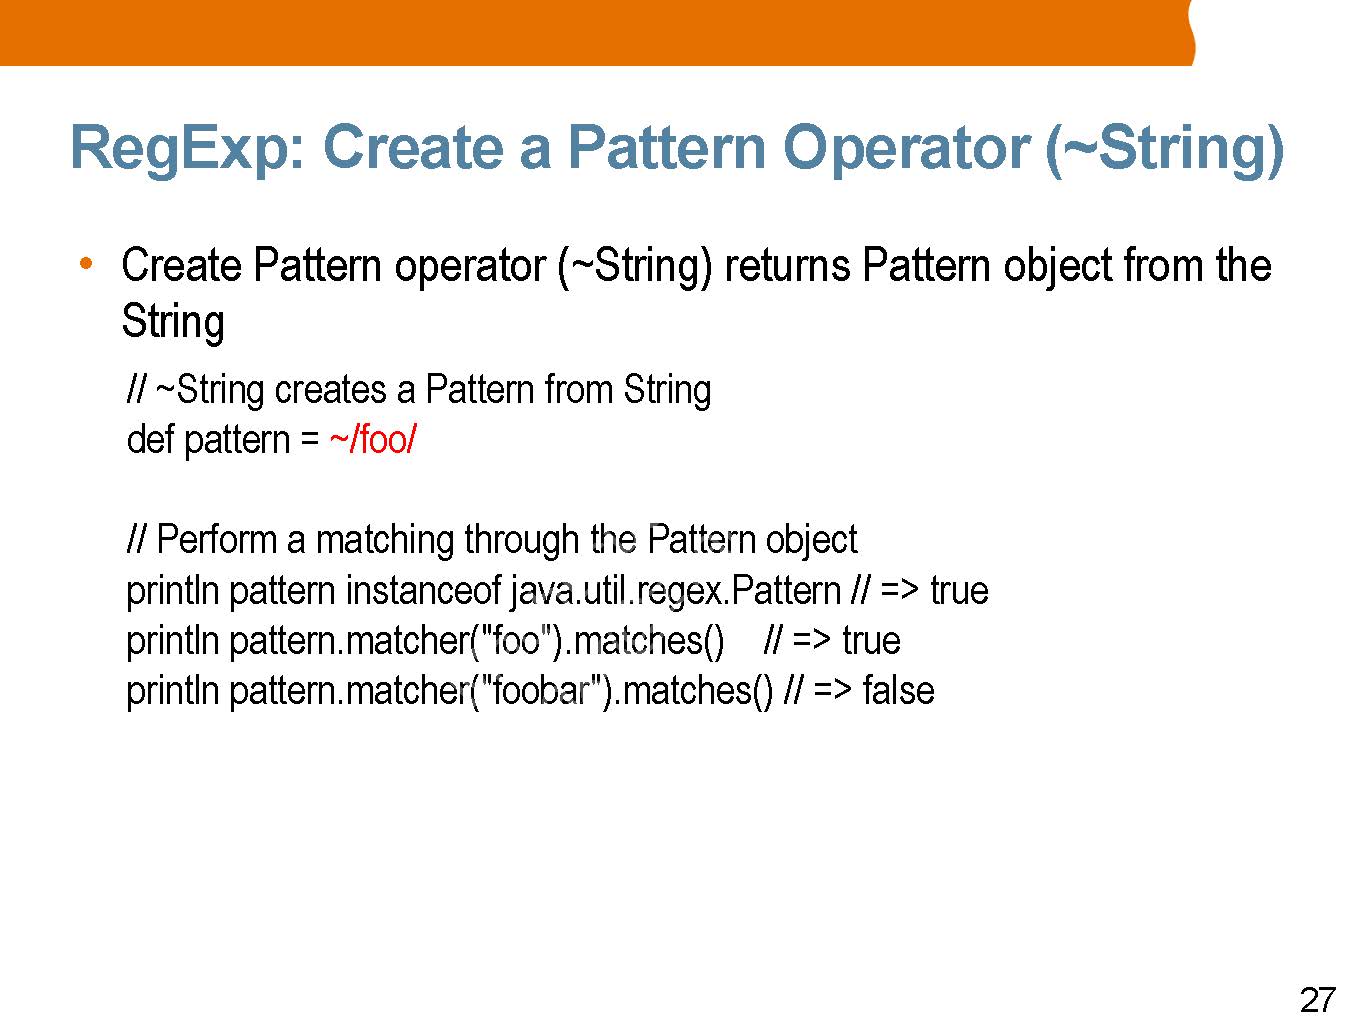 RegExp: Create a Pattern Operator (~String)
• Create Pattern operator (~String) returns Pattern object from the
String
// ~String creates a Pattern from String
def pattern = ~/foo/
// Perform a matching through the Pattern object
println pattern instanceof java.util.regex.Pattern // => true
println pattern.matcher("foo").matches() // => true
println pattern.matcher("foobar").matches() // => false
27